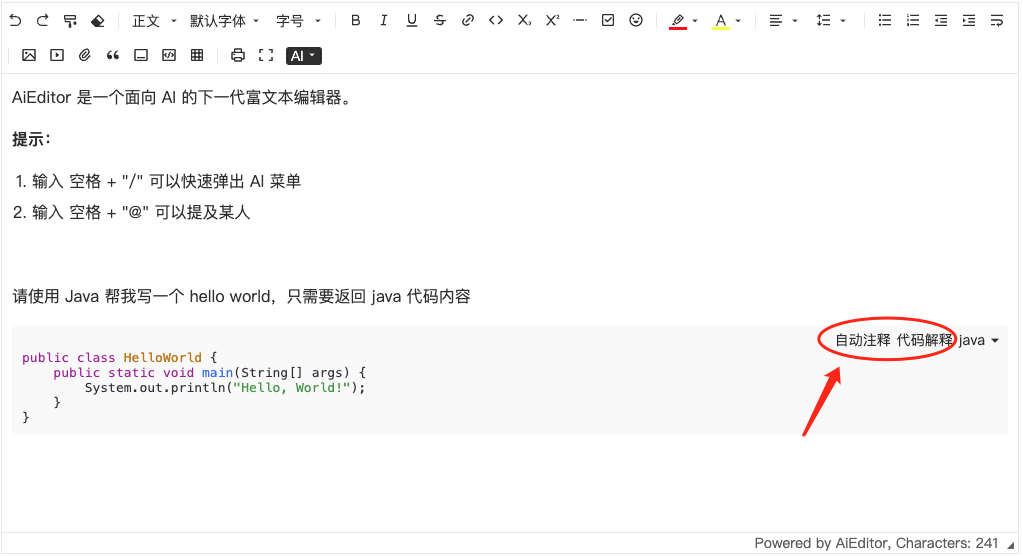 正文 默认字体 字号 B I U S X₂ X² A
AI
AiEditor 是一个面向 AI 的下一代富文本编辑器。
提示：
1. 输入 空格 + "/" 可以快速弹出 AI 菜单
2. 输入 空格 + "@" 可以提及某人
请使用 Java 帮我写一个 hello world，只需要返回 java 代码内容
自动注释 代码解释 java
public class HelloWorld {
    public static void main(String[] args) {
        System.out.println("Hello, World!");
    }
}
Powered by AiEditor, Characters: 241